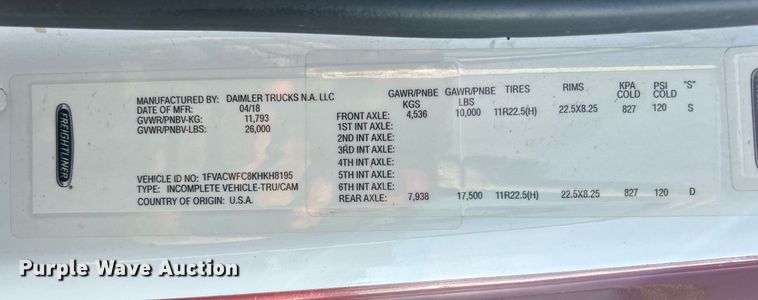 FREIGHTLINER
MANUFACTURED BY: DAIMLER TRUCKS N.A. LLC
DATE OF MFR: 04/18
GVWR/PNBV-KG: 11,793
GVWR/PNBV-LBS: 26,000
VEHICLE ID NO: 1FVACWFC8KHKH8195
TYPE: INCOMPLETE VEHICLE-TRU/CAM
COUNTRY OF ORIGIN: U.S.A.
GAWR/PNBE KGS GAWR/PNBE LBS TIRES RIMS KPA COLD PSI COLD "S"
FRONT AXLE: 4,536 10,000 11R22.5(H) 22.5X8.25 827 120 S
1ST INT AXLE:
2ND INT AXLE:
3RD INT AXLE:
4TH INT AXLE:
5TH INT AXLE:
6TH INT AXLE:
REAR AXLE: 7,938 17,500 11R22.5(H) 22.5X8.25 827 120 D
Purple Wave Auction